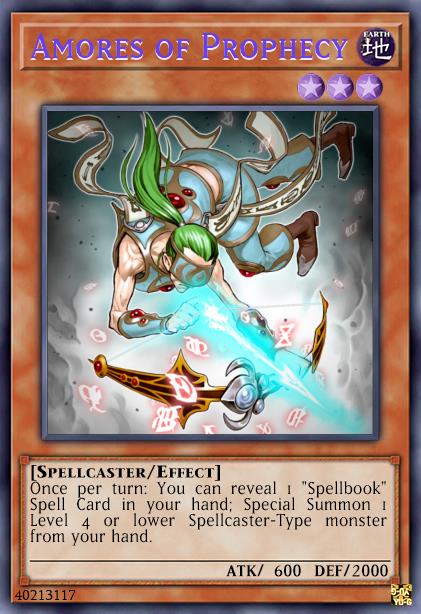 Amores of Prophecy
EARTH
地
[Spellcaster/Effect]
Once per turn: You can reveal 1 "Spellbook"
Spell Card in your hand; Special Summon 1
Level 4 or lower Spellcaster-Type monster
from your hand.
ATK/ 600 DEF/2000
40213117